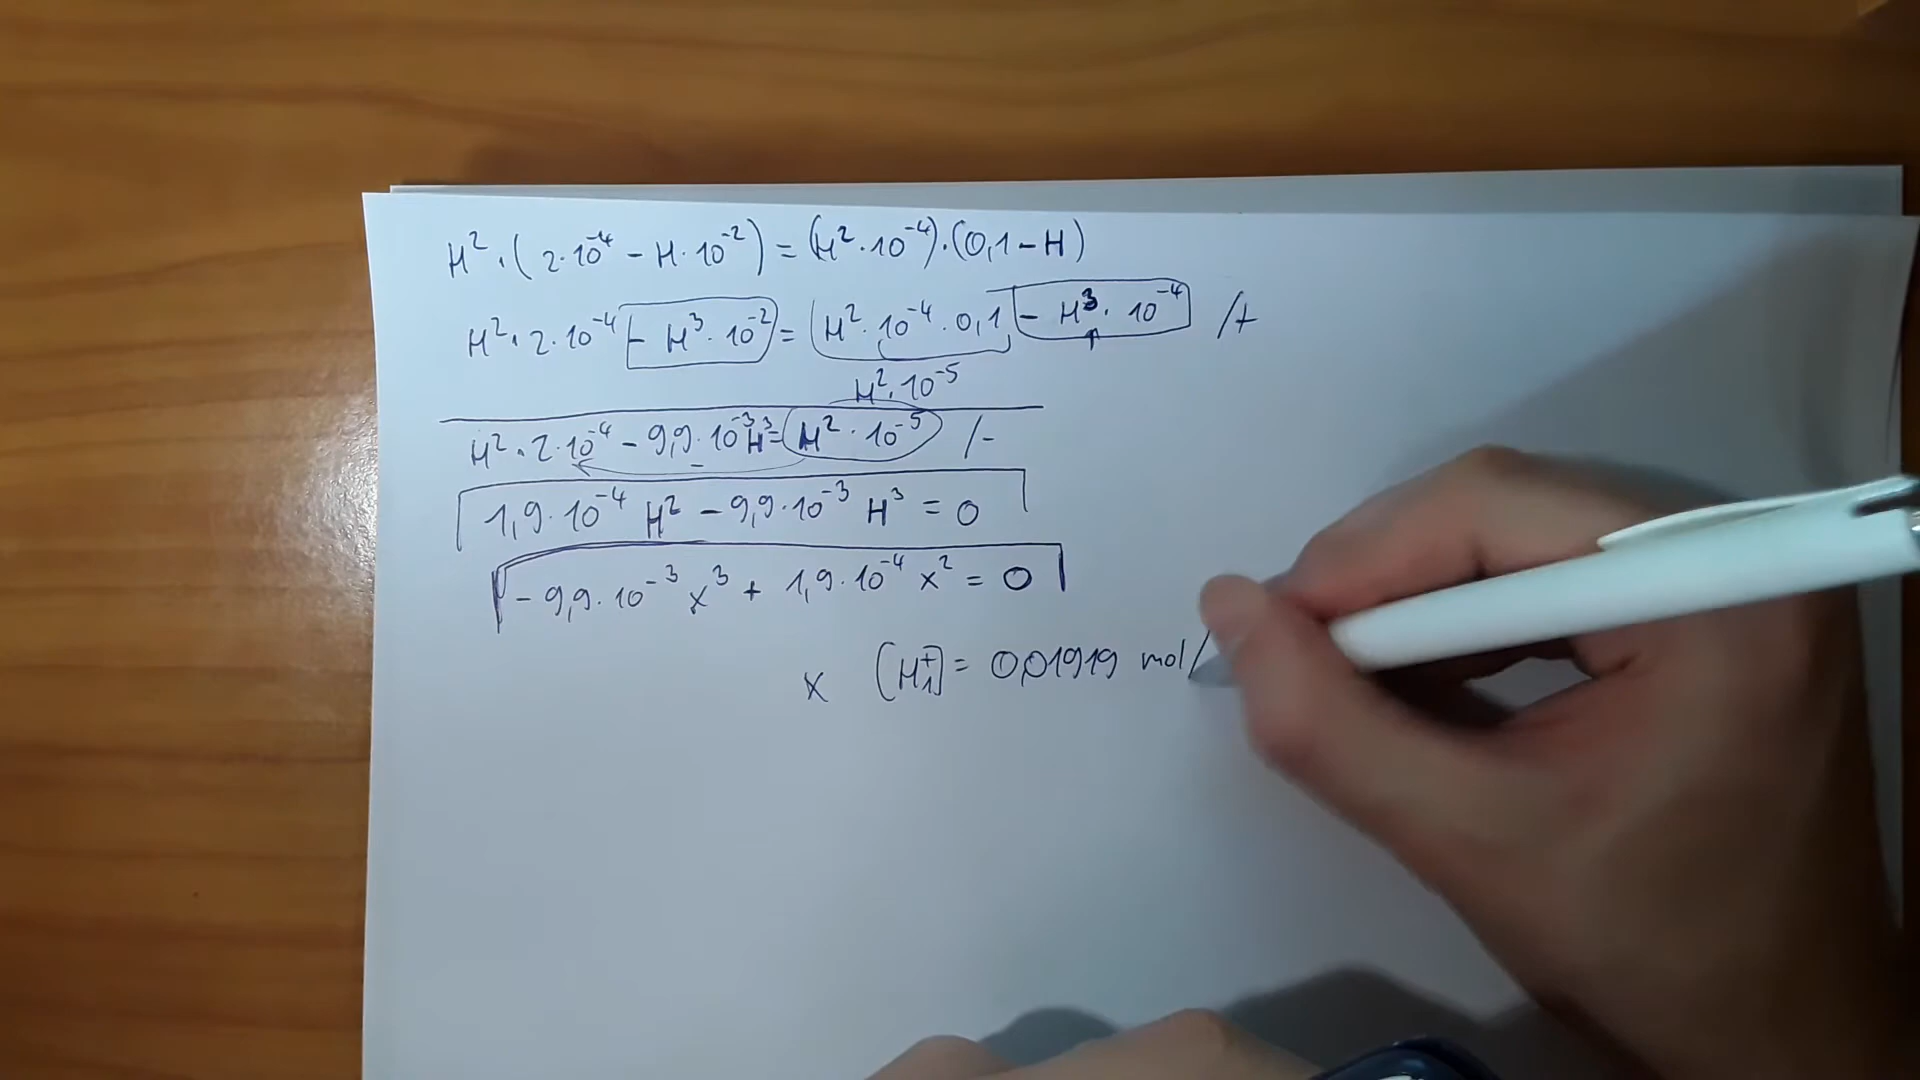 H² · (2·10⁻⁴ - H·10⁻²) = (H²·10⁻⁴)·(0,1-H)
H²·2·10⁻⁴ - H³·10⁻² = H²·10⁻⁴·0,1 - H³·10⁻⁴ /+
H²·10⁻⁵
H²·2·10⁻⁴ - 9,9·10⁻³H³ = H²·10⁻⁵ /-
-
1,9·10⁻⁴ H² - 9,9·10⁻³ H³ = 0
- 9,9·10⁻³ x³ + 1,9·10⁻⁴ x² = 0
x [H₁⁺] = 0,01919 mol/